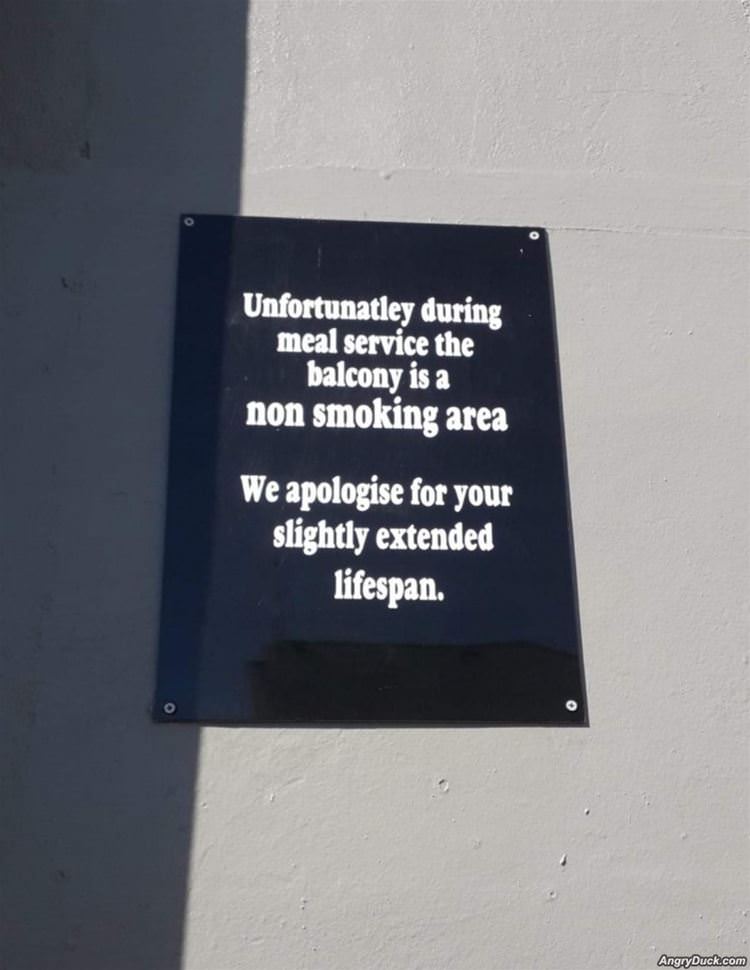 Unfortunatley during
meal service the
balcony is a
non smoking area
We apologise for your
slightly extended
lifespan.
AngryDuck.com